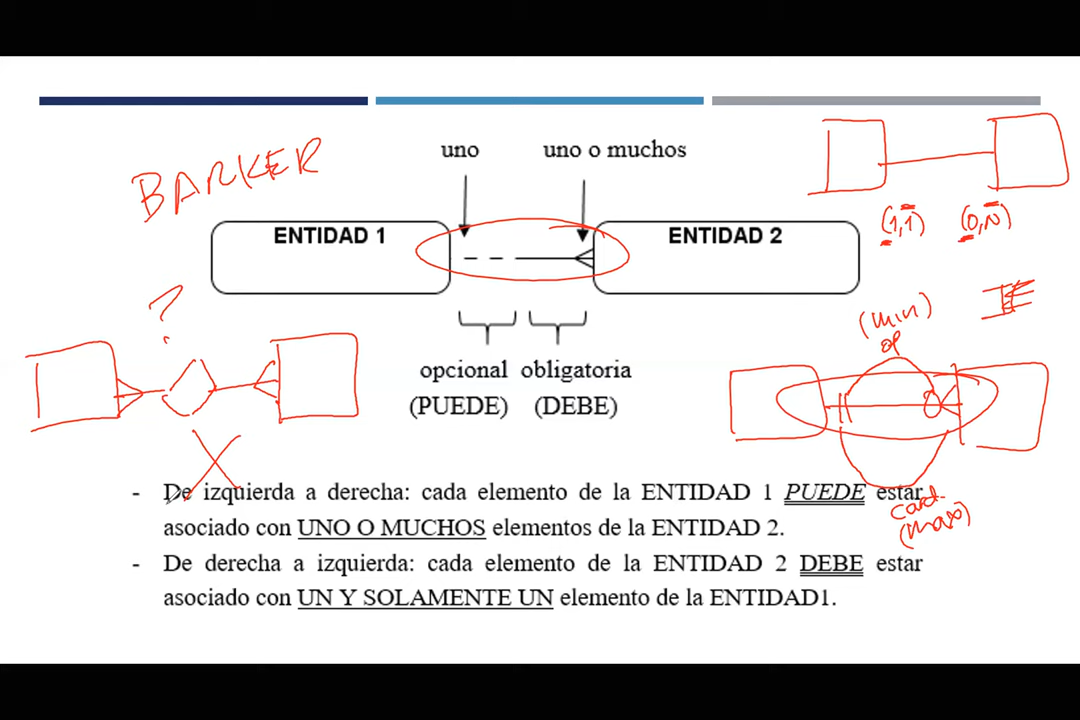 BARKER
uno
uno o muchos
(1,1)
(0,N)
ENTIDAD 1
ENTIDAD 2
?
IE
(min)
op
opcional
obligatoria
(PUEDE)
(DEBE)
- De izquierda a derecha: cada elemento de la ENTIDAD 1 PUEDE estar
asociado con UNO O MUCHOS elementos de la ENTIDAD 2.
card.
(max)
- De derecha a izquierda: cada elemento de la ENTIDAD 2 DEBE estar
asociado con UN Y SOLAMENTE UN elemento de la ENTIDAD1.